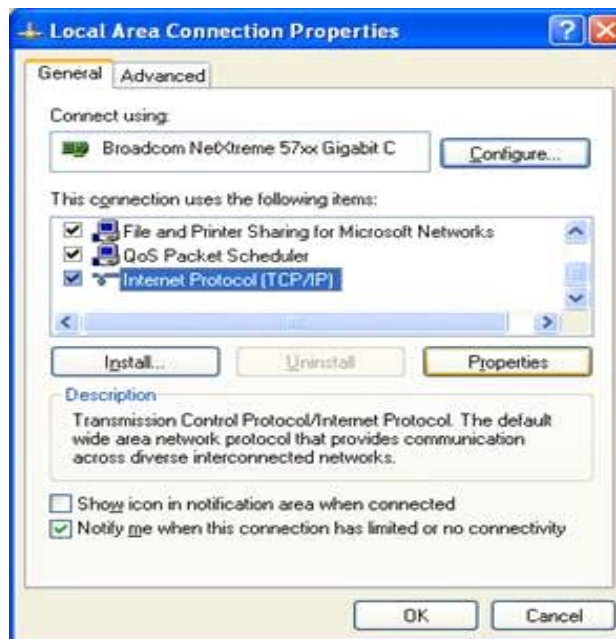 Local Area Connection Properties
General Advanced
Connect using:
Broadcom NetXtreme 57xx Gigabit C Configure...
This connection uses the following items:
File and Printer Sharing for Microsoft Networks
QoS Packet Scheduler
Internet Protocol (TCP/IP)
Install... Uninstall Properties
Description
Transmission Control Protocol/Internet Protocol. The default
wide area network protocol that provides communication
across diverse interconnected networks.
Show icon in notification area when connected
Notify me when this connection has limited or no connectivity
OK Cancel